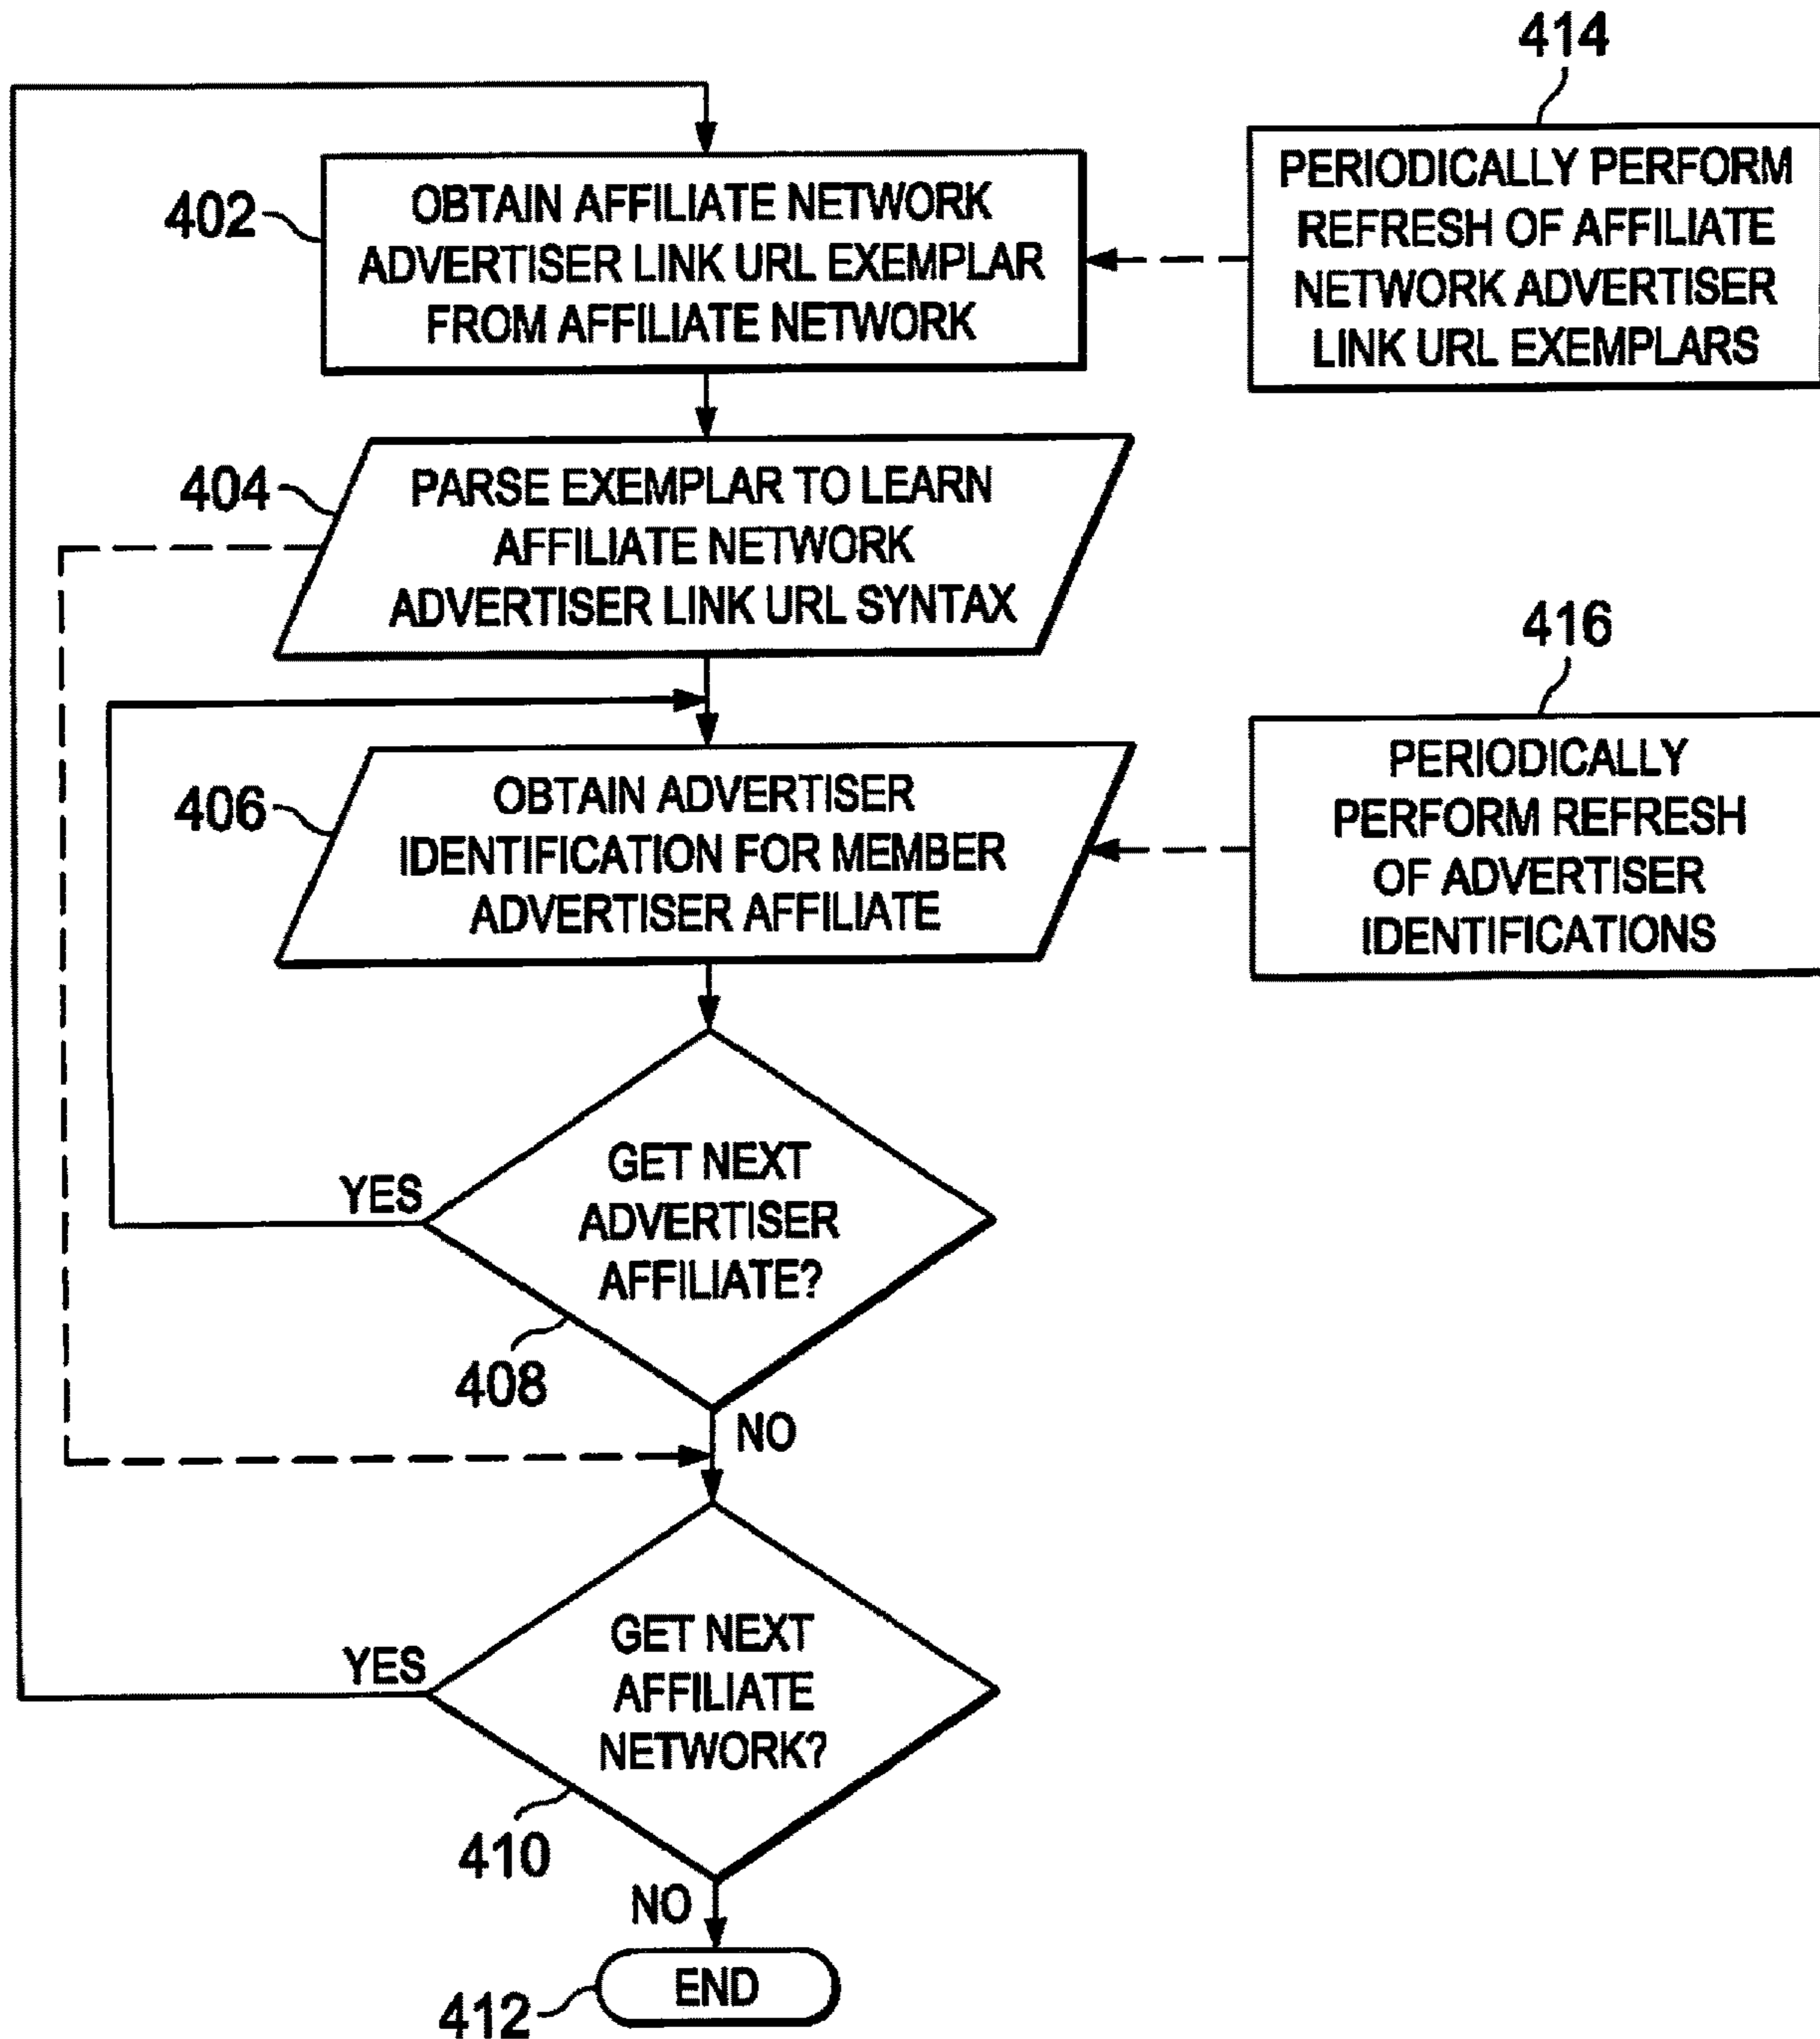 414
402
OBTAIN AFFILIATE NETWORK
ADVERTISER LINK URL EXEMPLAR
FROM AFFILIATE NETWORK
PERIODICALLY PERFORM
REFRESH OF AFFILIATE
NETWORK ADVERTISER
LINK URL EXEMPLARS
404
PARSE EXEMPLAR TO LEARN
AFFILIATE NETWORK
ADVERTISER LINK URL SYNTAX
416
406
OBTAIN ADVERTISER
IDENTIFICATION FOR MEMBER
ADVERTISER AFFILIATE
PERIODICALLY
PERFORM REFRESH
OF ADVERTISER
IDENTIFICATIONS
YES
GET NEXT
ADVERTISER
AFFILIATE?
408
NO
YES
GET NEXT
AFFILIATE
NETWORK?
410
NO
END
412